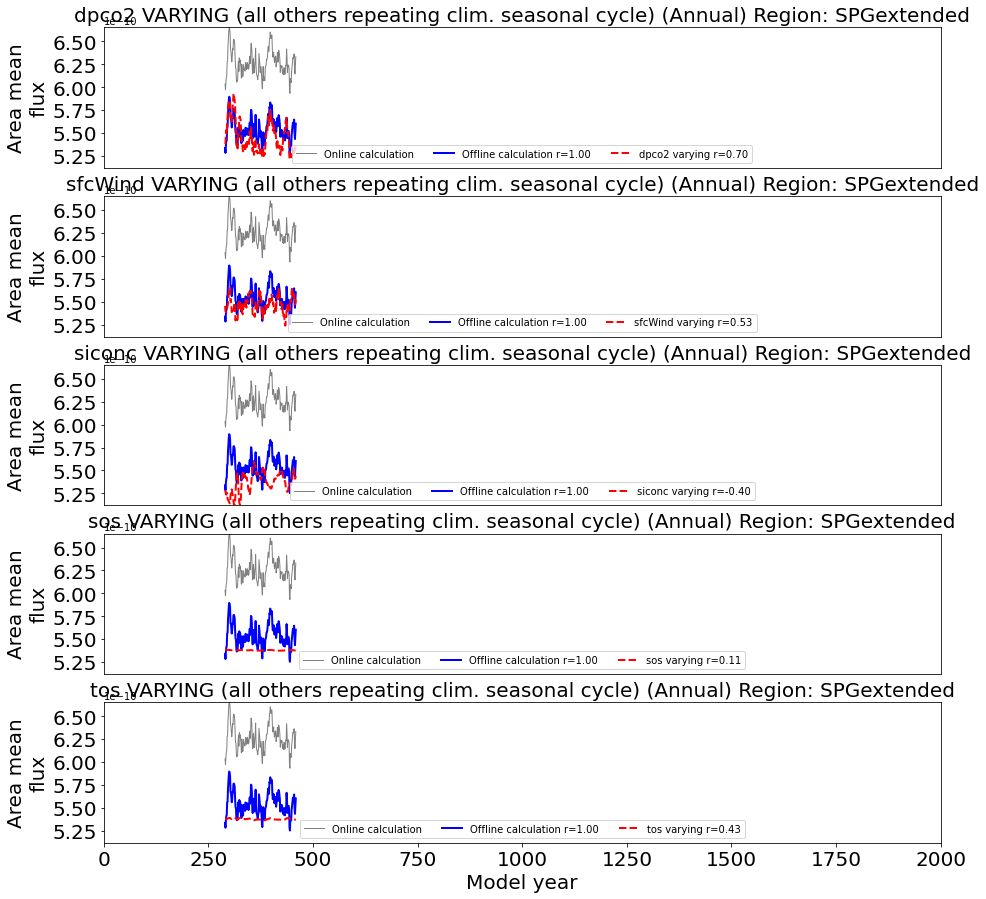 dpco2 VARYING (all others repeating clim. seasonal cycle) (Annual) Region: SPGextended
1e−10
6.50
6.25
6.00
5.75
5.50
5.25
Area mean
flux
Online calculation
Offline calculation r=1.00
dpco2 varying r=0.70
sfcWind VARYING (all others repeating clim. seasonal cycle) (Annual) Region: SPGextended
1e−10
6.50
6.25
6.00
5.75
5.50
5.25
Area mean
flux
Online calculation
Offline calculation r=1.00
sfcWind varying r=0.53
siconc VARYING (all others repeating clim. seasonal cycle) (Annual) Region: SPGextended
1e−10
6.50
6.25
6.00
5.75
5.50
5.25
Area mean
flux
Online calculation
Offline calculation r=1.00
siconc varying r=-0.40
sos VARYING (all others repeating clim. seasonal cycle) (Annual) Region: SPGextended
1e−10
6.50
6.25
6.00
5.75
5.50
5.25
Area mean
flux
Online calculation
Offline calculation r=1.00
sos varying r=0.11
tos VARYING (all others repeating clim. seasonal cycle) (Annual) Region: SPGextended
1e−10
6.50
6.25
6.00
5.75
5.50
5.25
Area mean
flux
Online calculation
Offline calculation r=1.00
tos varying r=0.43
0 250 500 750 1000 1250 1500 1750 2000
Model year